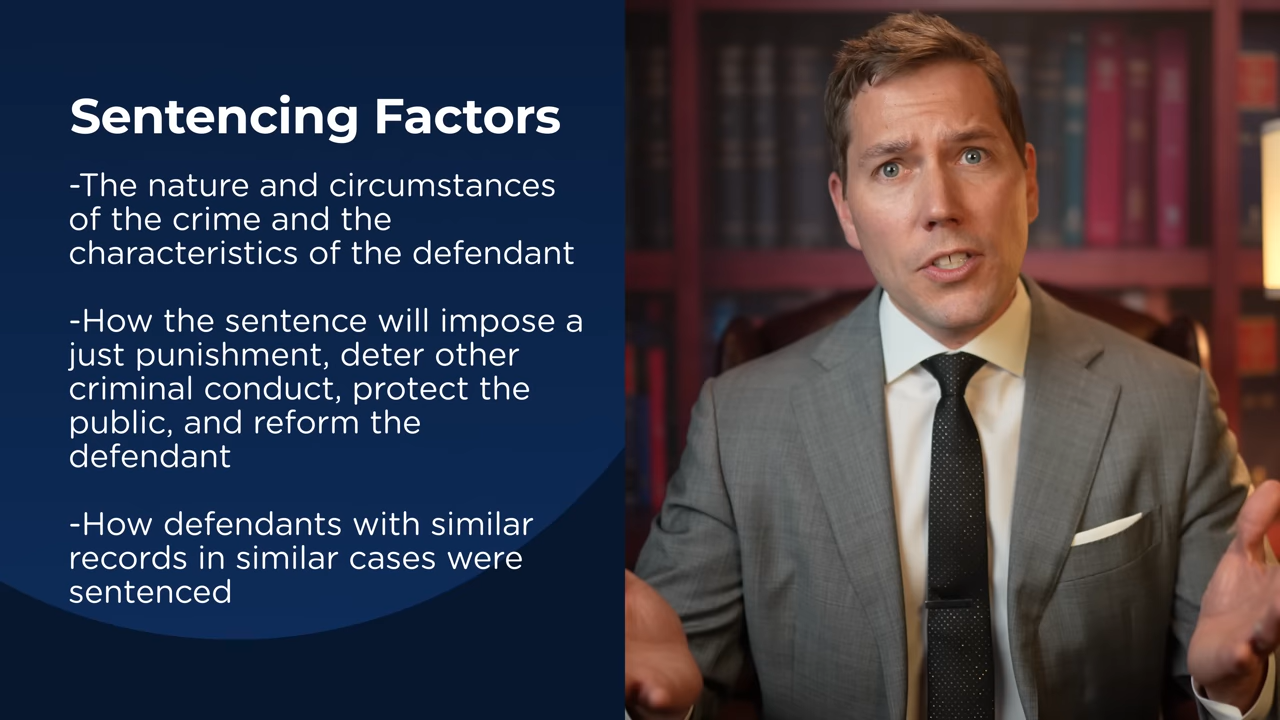 Sentencing Factors
-The nature and circumstances
of the crime and the
characteristics of the defendant
-How the sentence will impose a
just punishment, deter other
criminal conduct, protect the
public, and reform the
defendant
-How defendants with similar
records in similar cases were
sentenced